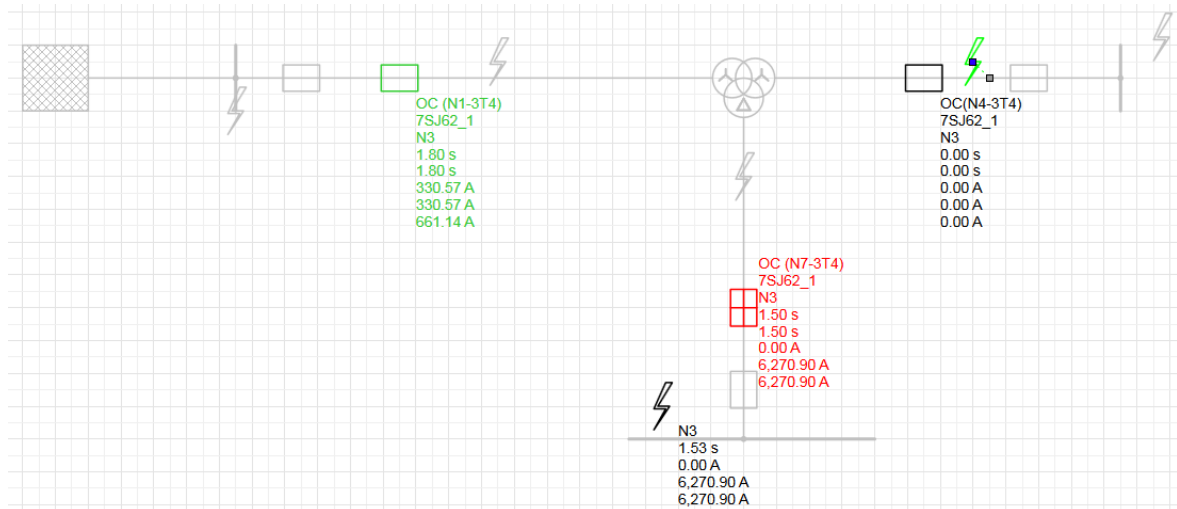 OC (N1-3T4)
7SJ62_1
N3
1.80 s
1.80 s
330.57 A
330.57 A
661.14 A
OC(N4-3T4)
7SJ62_1
N3
0.00 s
0.00 s
0.00 A
0.00 A
0.00 A
OC (N7-3T4)
7SJ62_1
N3
1.50 s
1.50 s
0.00 A
6,270.90 A
6,270.90 A
N3
1.53 s
0.00 A
6,270.90 A
6,270.90 A